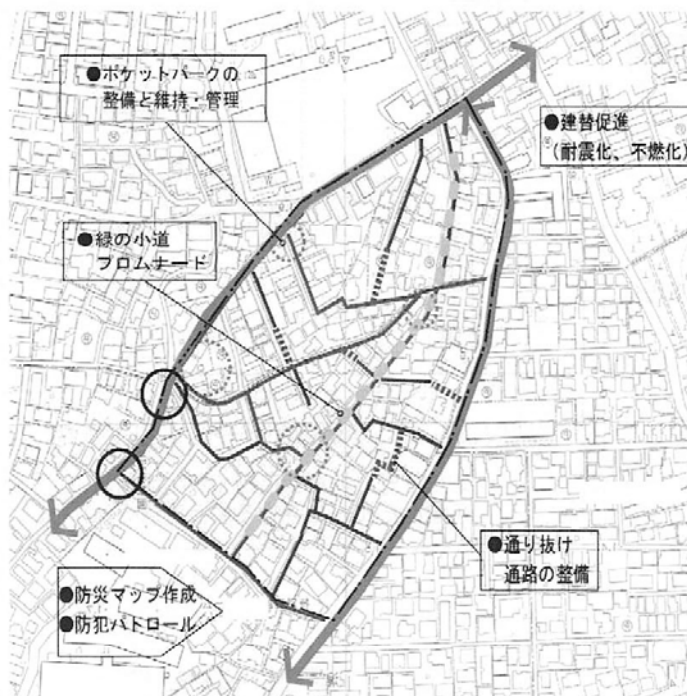 ●ポケットパークの
整備と維持・管理
●建替促進
(耐震化、不燃化)
●緑の小道
プロムナード
●通り抜け
通路の整備
●防災マップ作成
●防犯パトロール